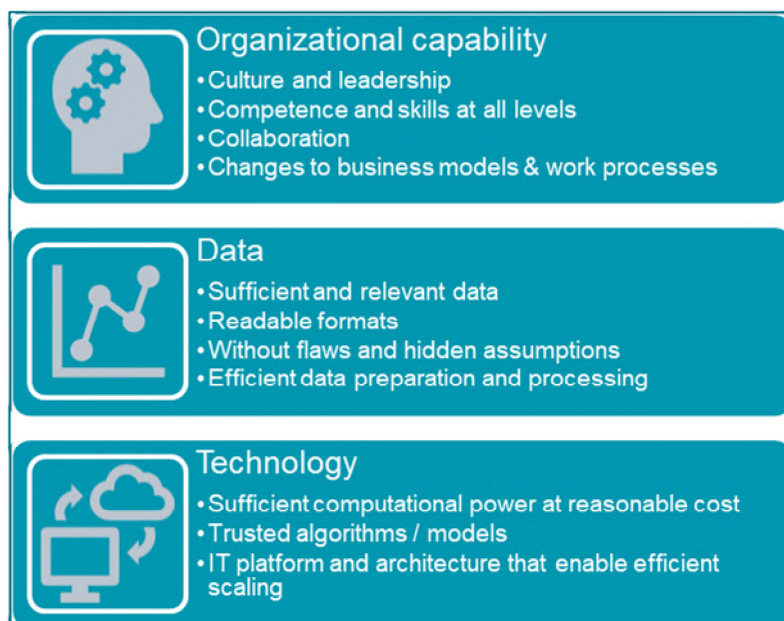 Organizational capability
•Culture and leadership
•Competence and skills at all levels
•Collaboration
•Changes to business models & work processes
Data
•Sufficient and relevant data
•Readable formats
•Without flaws and hidden assumptions
•Efficient data preparation and processing
Technology
•Sufficient computational power at reasonable cost
•Trusted algorithms / models
•IT platform and architecture that enable efficient
scaling